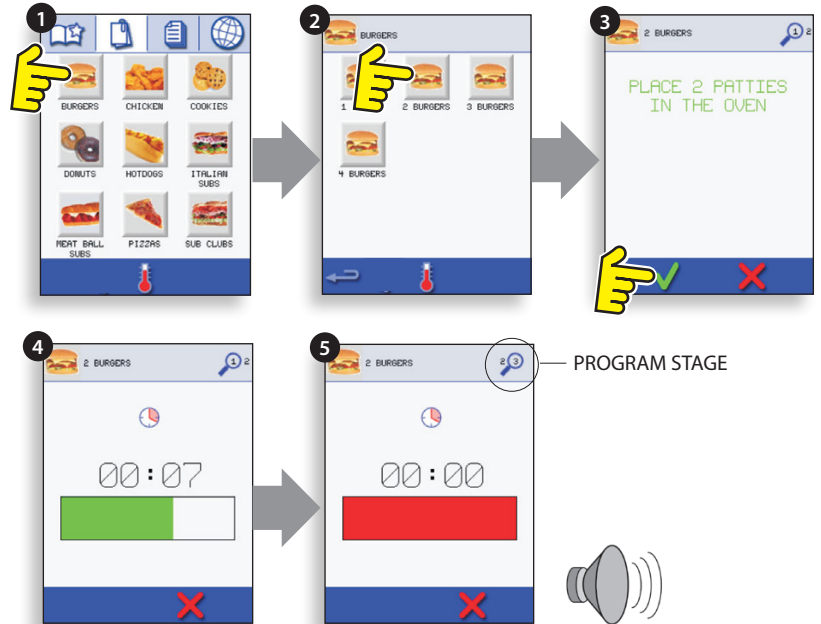 1
BURGERS
CHICKEN
COOKIES
DONUTS
HOTDOGS
ITALIAN
SUBS
MEAT BALL
SUBS
PIZZAS
SUB CLUBS
2
BURGERS
1
2 BURGERS
3 BURGERS
4 BURGERS
3
2 BURGERS
1 2
PLACE 2 PATTIES
IN THE OVEN
4
2 BURGERS
1 2
00:07
5
2 BURGERS
2 3
PROGRAM STAGE
00:00